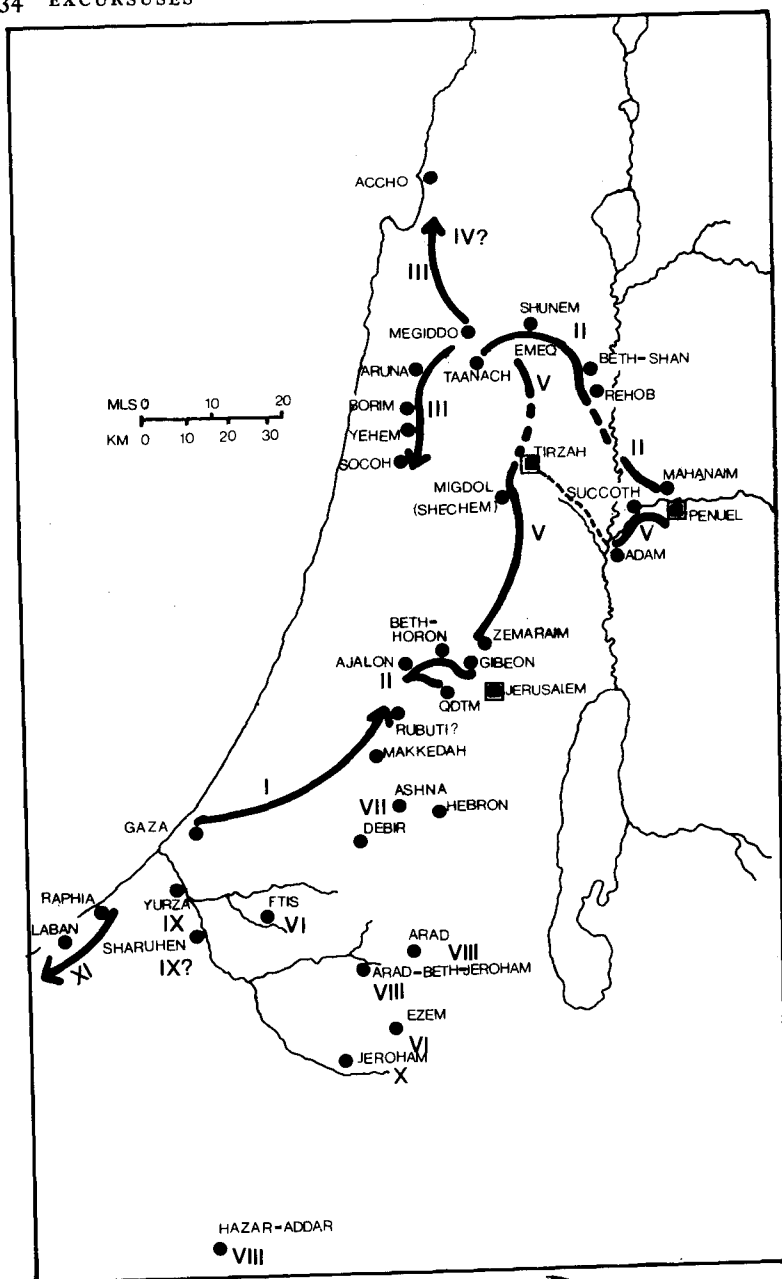 34 EXCURSUSES
ACCHO
IV?
III
SHUNEM
MEGIDDO
II
EMEQ
BETH-SHAN
ARUNA
TAANACH
V
REHOB
MLS 0 10 20
BORIM
III
KM 0 10 20 30
YEHEM
II
SOCOH
TIRZAH
MAHANAIM
MIGDOL
(SHECHEM)
SUCCOTH
PENUEL
V
V
ADAM
BETH-
HORON
ZEMARAIM
AJALON
GIBEON
II
JERUSALEM
QDTM
RUBUTI?
MAKKEDAH
I
ASHNA
VII
HEBRON
GAZA
DEBIR
RAPHIA
YURZA
FTIS
IX
VI
LABAN
SHARUHEN
ARAD
VIII
XI
IX?
ARAD-BETH-JEROHAM
VIII
EZEM
VI
JEROHAM
X
HAZAR-ADDAR
VIII